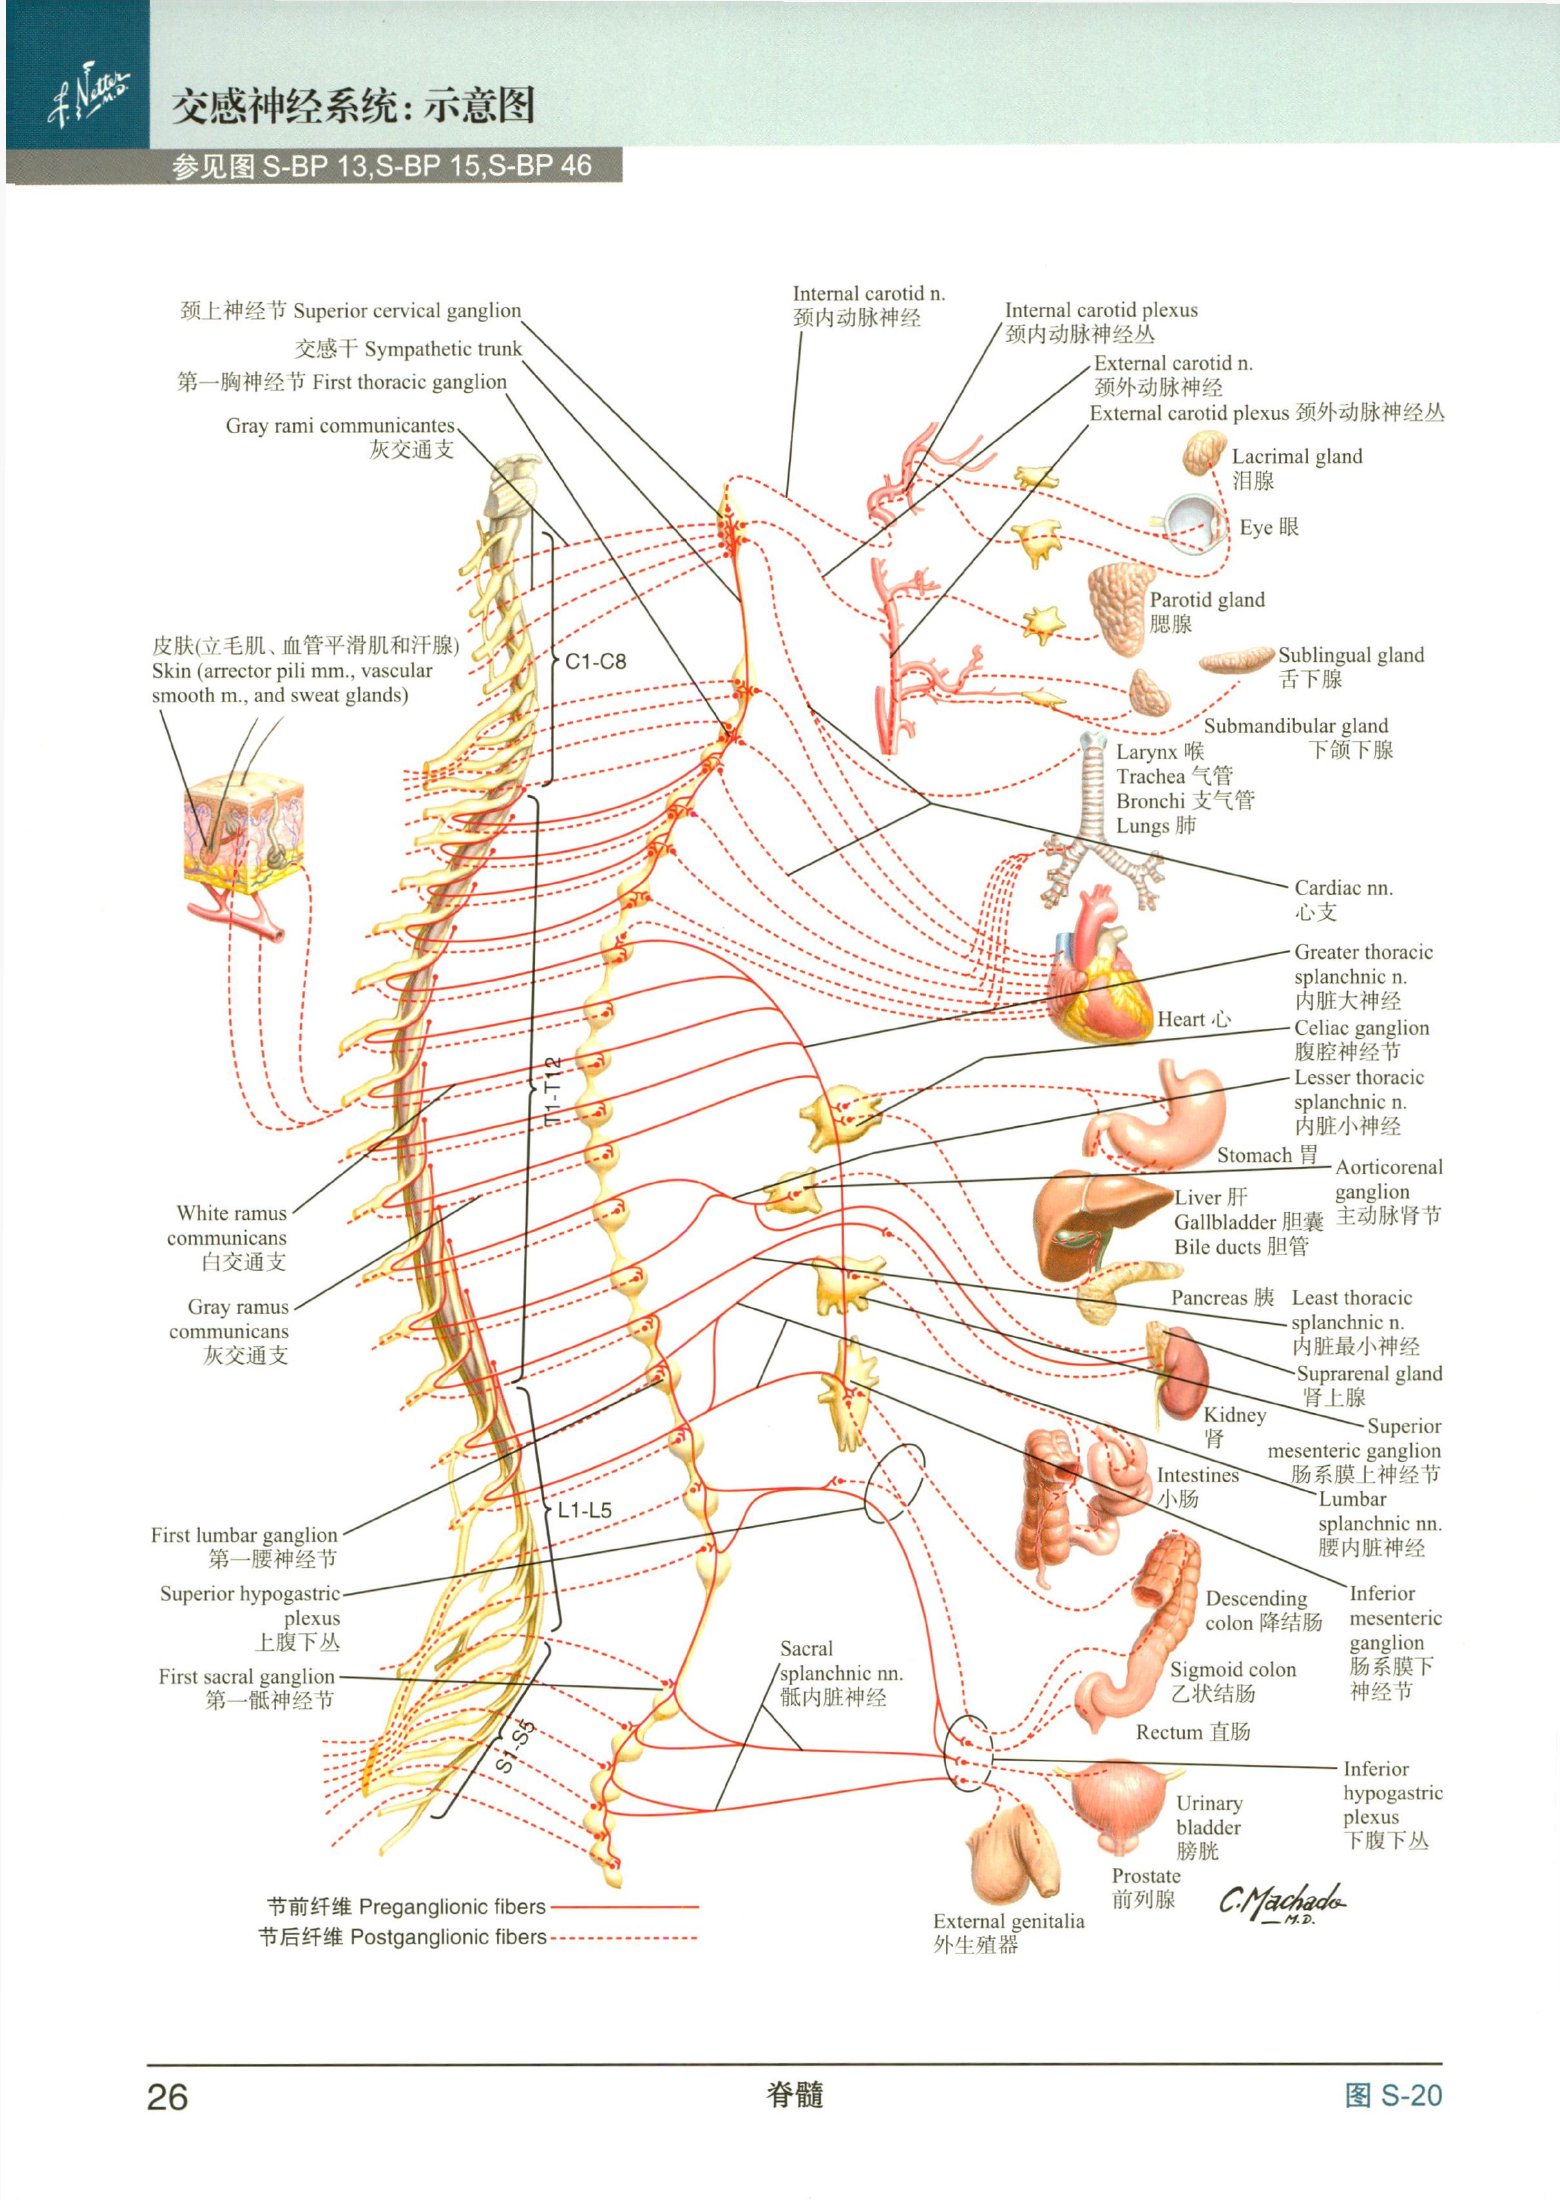 F. Netter M.D.
交感神经系统：示意图
参见图 S-BP 13,S-BP 15,S-BP 46
颈上神经节 Superior cervical ganglion
交感干 Sympathetic trunk
第一胸神经节 First thoracic ganglion
Gray rami communicantes
灰交通支
Internal carotid n.
颈内动脉神经
Internal carotid plexus
颈内动脉神经丛
External carotid n.
颈外动脉神经
External carotid plexus 颈外动脉神经丛
Lacrimal gland
泪腺
Eye 眼
Parotid gland
腮腺
Sublingual gland
舌下腺
Submandibular gland
下颌下腺
皮肤(立毛肌、血管平滑肌和汗腺)
Skin (arrector pili mm., vascular
smooth m., and sweat glands)
C1-C8
Larynx 喉
Trachea 气管
Bronchi 支气管
Lungs 肺
Cardiac nn.
心支
Greater thoracic
splanchnic n.
内脏大神经
Heart 心
Celiac ganglion
腹腔神经节
Lesser thoracic
splanchnic n.
内脏小神经
T1-T12
Stomach 胃
Aorticorenal
ganglion
主动脉肾节
Liver 肝
Gallbladder 胆囊
Bile ducts 胆管
White ramus
communicans
白交通支
Gray ramus
communicans
灰交通支
Pancreas 胰
Least thoracic
splanchnic n.
内脏最小神经
Suprarenal gland
肾上腺
Kidney
肾
Superior
mesenteric ganglion
肠系膜上神经节
Intestines
小肠
Lumbar
splanchnic nn.
腰内脏神经
L1-L5
First lumbar ganglion
第一腰神经节
Superior hypogastric
plexus
上腹下丛
First sacral ganglion
第一骶神经节
Descending
colon 降结肠
Inferior
mesenteric
ganglion
肠系膜下
神经节
Sacral
splanchnic nn.
骶内脏神经
Sigmoid colon
乙状结肠
Rectum 直肠
S1-S5
Inferior
hypogastric
plexus
下腹下丛
Urinary
bladder
膀胱
Prostate
前列腺
External genitalia
外生殖器
C.Machado
M.D.
节前纤维 Preganglionic fibers
节后纤维 Postganglionic fibers
26
脊髓
图 S-20